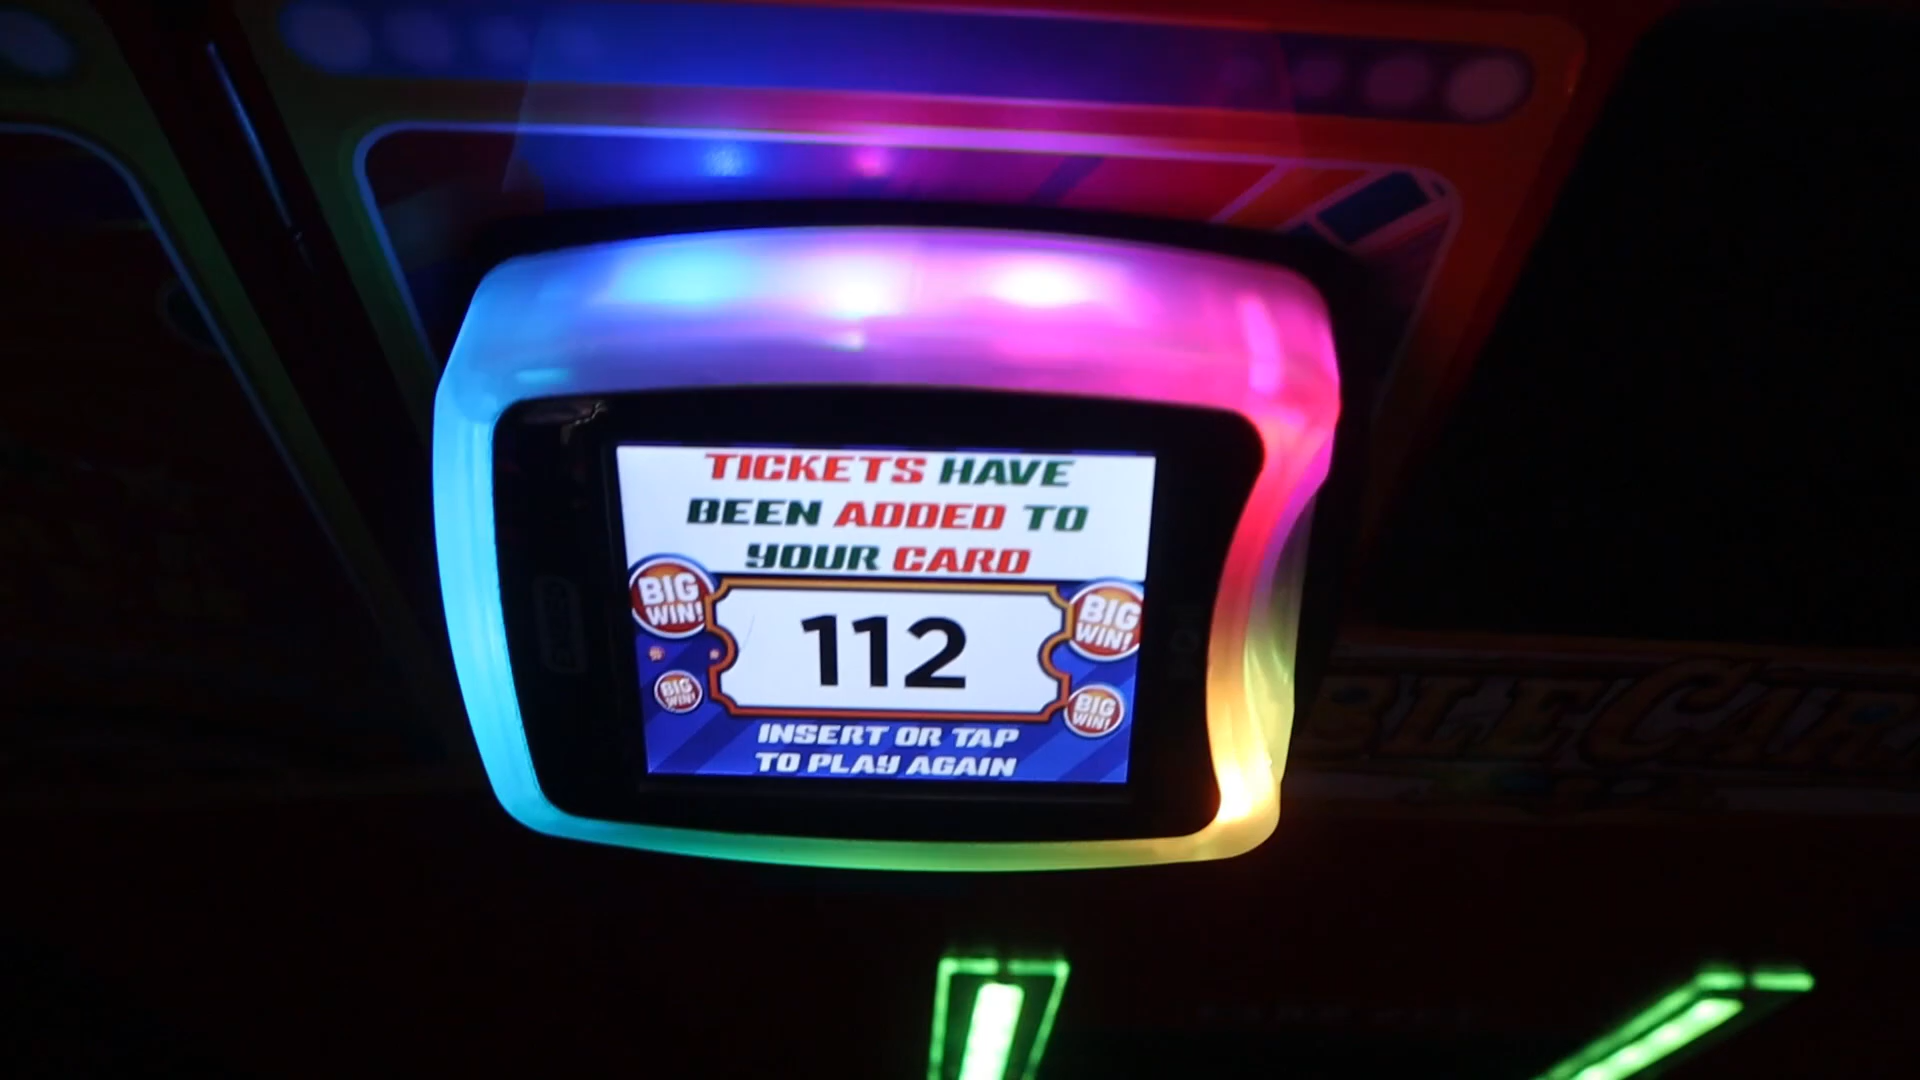 TICKETS HAVE
BEEN ADDED TO
YOUR CARD
BIG
WIN!
BIG
WIN!
112
BIG
WIN!
BIG
WIN!
INSERT OR TAP
TO PLAY AGAIN